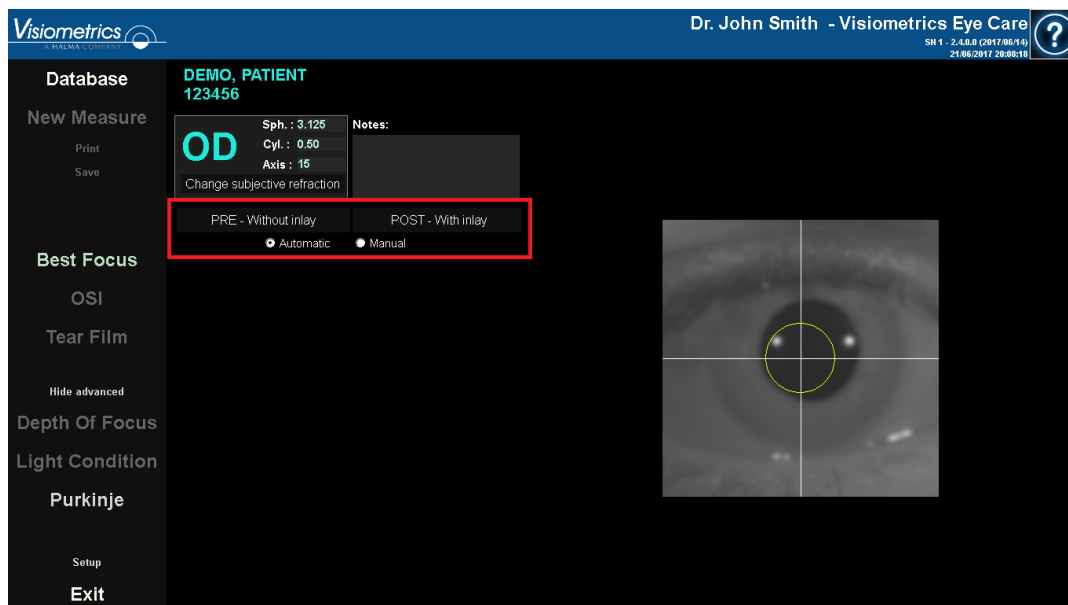 Visiometrics
A HALMA COMPANY
Dr. John Smith - Visiometrics Eye Care
SN 1 - 2.4.0.0 (2017/06/14)
21/06/2017 20:08:18
?
Database
New Measure
Print
Save
Best Focus
OSI
Tear Film
Hide advanced
Depth Of Focus
Light Condition
Purkinje
Setup
Exit
DEMO, PATIENT
123456
OD
Sph. : 3.125
Cyl. : 0.50
Axis : 15
Change subjective refraction
Notes:
PRE - Without inlay
POST - With inlay
Automatic
Manual